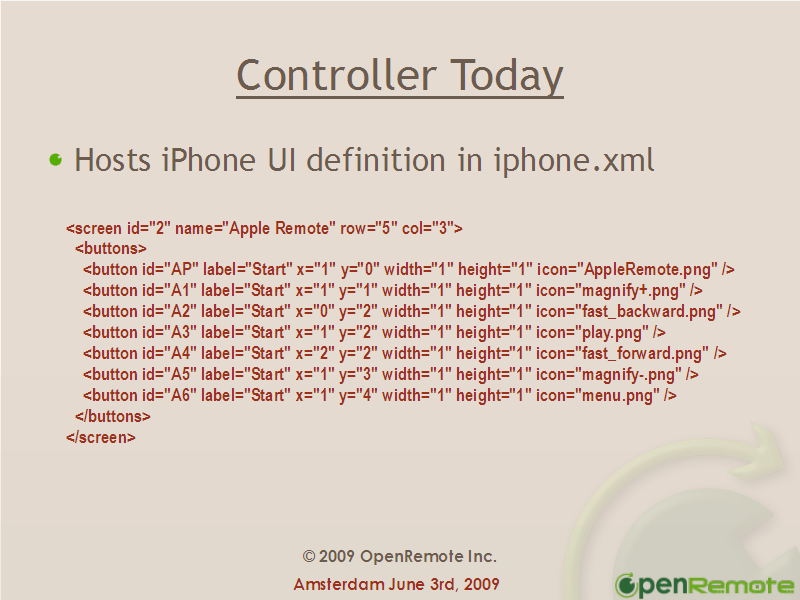 Controller Today
Hosts iPhone UI definition in iphone.xml
<screen id="2" name="Apple Remote" row="5" col="3">
<buttons>
<button id="AP" label="Start" x="1" y="0" width="1" height="1" icon="AppleRemote.png" />
<button id="A1" label="Start" x="1" y="1" width="1" height="1" icon="magnify+.png" />
<button id="A2" label="Start" x="0" y="2" width="1" height="1" icon="fast_backward.png" />
<button id="A3" label="Start" x="1" y="2" width="1" height="1" icon="play.png" />
<button id="A4" label="Start" x="2" y="2" width="1" height="1" icon="fast_forward.png" />
<button id="A5" label="Start" x="1" y="3" width="1" height="1" icon="magnify-.png" />
<button id="A6" label="Start" x="1" y="4" width="1" height="1" icon="menu.png" />
</buttons>
</screen>
© 2009 OpenRemote Inc.
Amsterdam June 3rd, 2009
OpenRemote